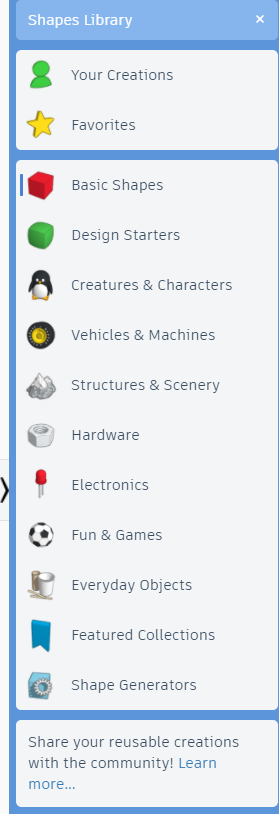 Shapes Library ×
Your Creations
Favorites
Basic Shapes
Design Starters
Creatures & Characters
Vehicles & Machines
Structures & Scenery
Hardware
Electronics
Fun & Games
Everyday Objects
Featured Collections
Shape Generators
Share your reusable creations
with the community! Learn
more...